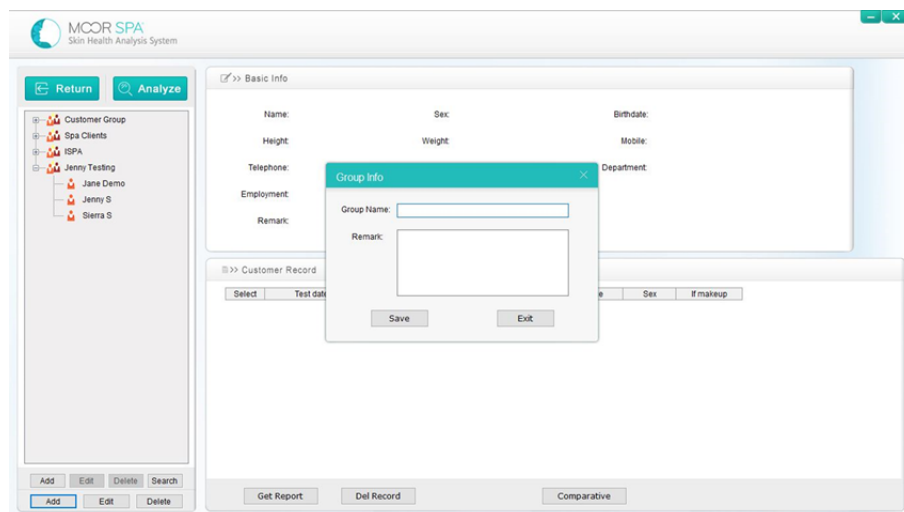 MOOR SPA
Skin Health Analysis System
Return
Analyze
Customer Group
Spa Clients
ISPA
Jenny Testing
Jane Demo
Jenny S
Sierra S
Add Edit Delete Search
Add Edit Delete
>> Basic Info
Name: Sex: Birthdate:
Height: Weight: Mobile:
Telephone: Department:
Employment:
Remark:
Group Info
Group Name:
Remark:
Save Exit
>> Customer Record
Select Test date Sex If makeup
Get Report Del Record Comparative